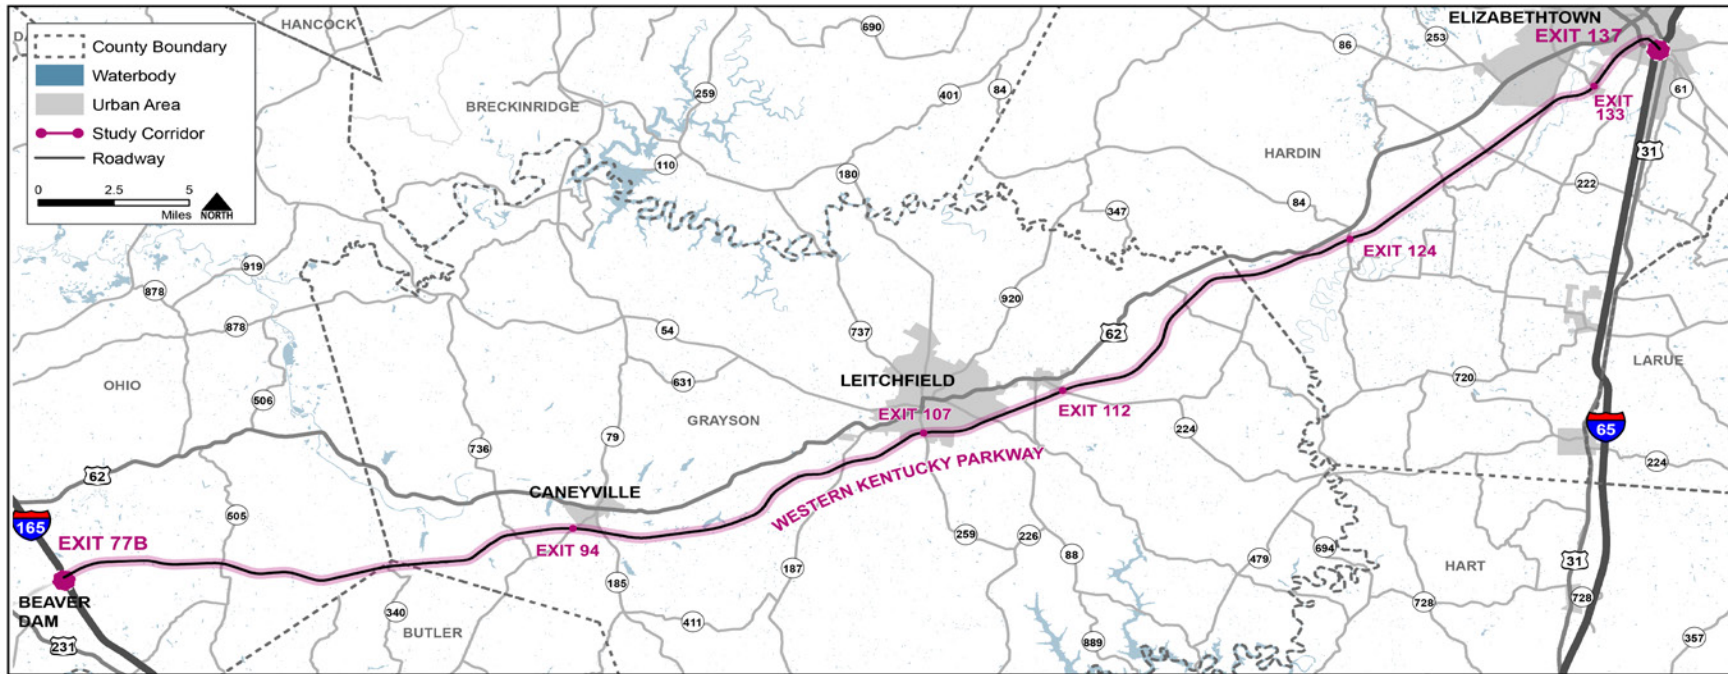 County Boundary
Waterbody
Urban Area
Study Corridor
Roadway
0 2.5 5
Miles
NORTH
HANCOCK
BRECKINRIDGE
690
259
401
84
86
253
ELIZABETHTOWN
EXIT 137
61
EXIT
133
31
HARDIN
222
110
180
347
84
EXIT 124
919
878
878
54
737
920
62
LARUE
OHIO
506
631
LEITCHFIELD
720
GRAYSON
EXIT 107
EXIT 112
224
65
736
79
WESTERN KENTUCKY PARKWAY
62
CANEYVILLE
224
165
505
EXIT 77B
EXIT 94
259
226
88
694
479
31
HART
187
185
BEAVER
DAM
340
BUTLER
411
728
728
231
889
357